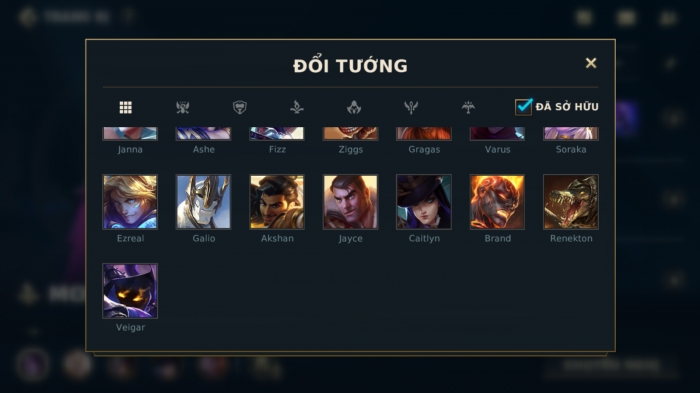 ĐỔI TƯỚNG
ĐÃ SỞ HỮU
Janna Ashe Fizz Ziggs Gragas Varus Soraka
Ezreal Galio Akshan Jayce Caitlyn Brand Renekton
Veigar